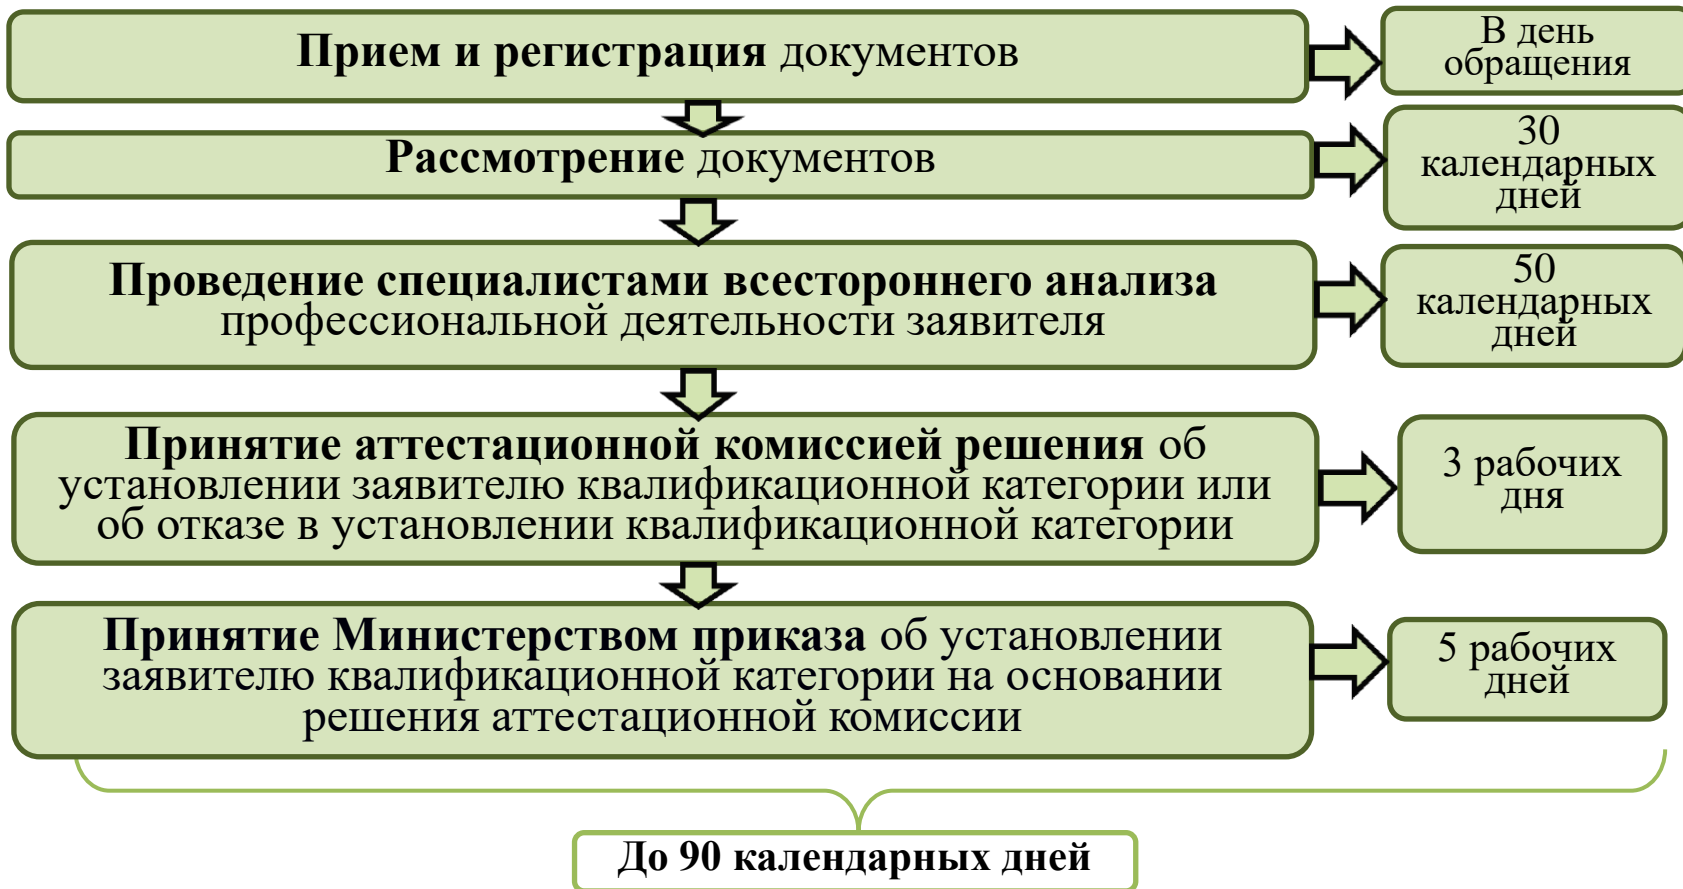 Прием и регистрация документов
В день
обращения
Рассмотрение документов
30
календарных
дней
Проведение специалистами всестороннего анализа
профессиональной деятельности заявителя
50
календарных
дней
Принятие аттестационной комиссией решения об
установлении заявителю квалификационной категории или
об отказе в установлении квалификационной категории
3 рабочих
дня
Принятие Министерством приказа об установлении
заявителю квалификационной категории на основании
решения аттестационной комиссии
5 рабочих
дней
До 90 календарных дней